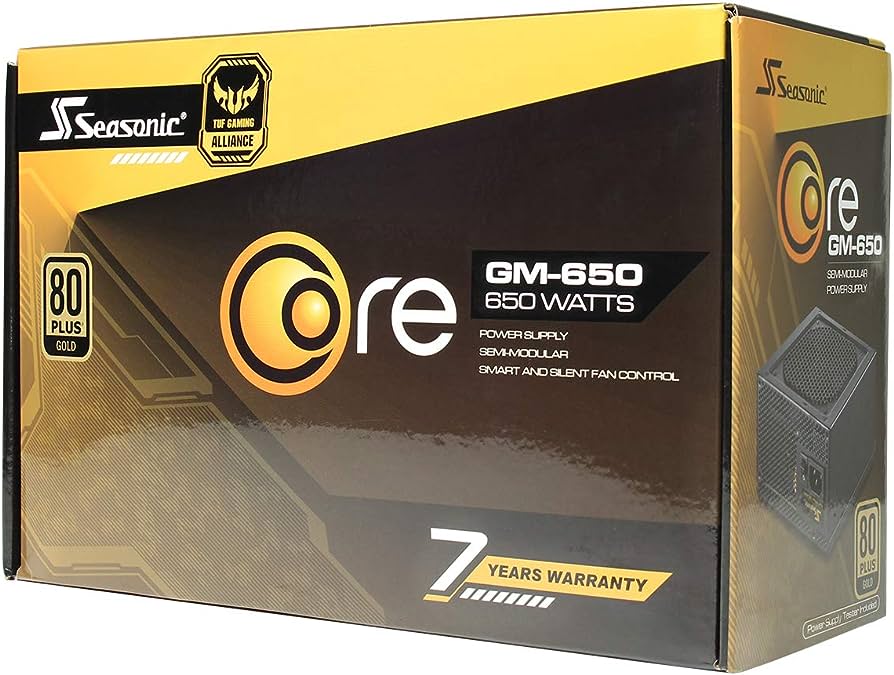 Seasonic®
TUF GAMING
ALLIANCE
80
PLUS
GOLD
Core
GM-650
650 WATTS
POWER SUPPLY
SEMI-MODULAR
SMART AND SILENT FAN CONTROL
7 YEARS WARRANTY
Seasonic®
Core
GM-650
SEMI-MODULAR
POWER SUPPLY
80
PLUS
GOLD
Power Supply Tester Included